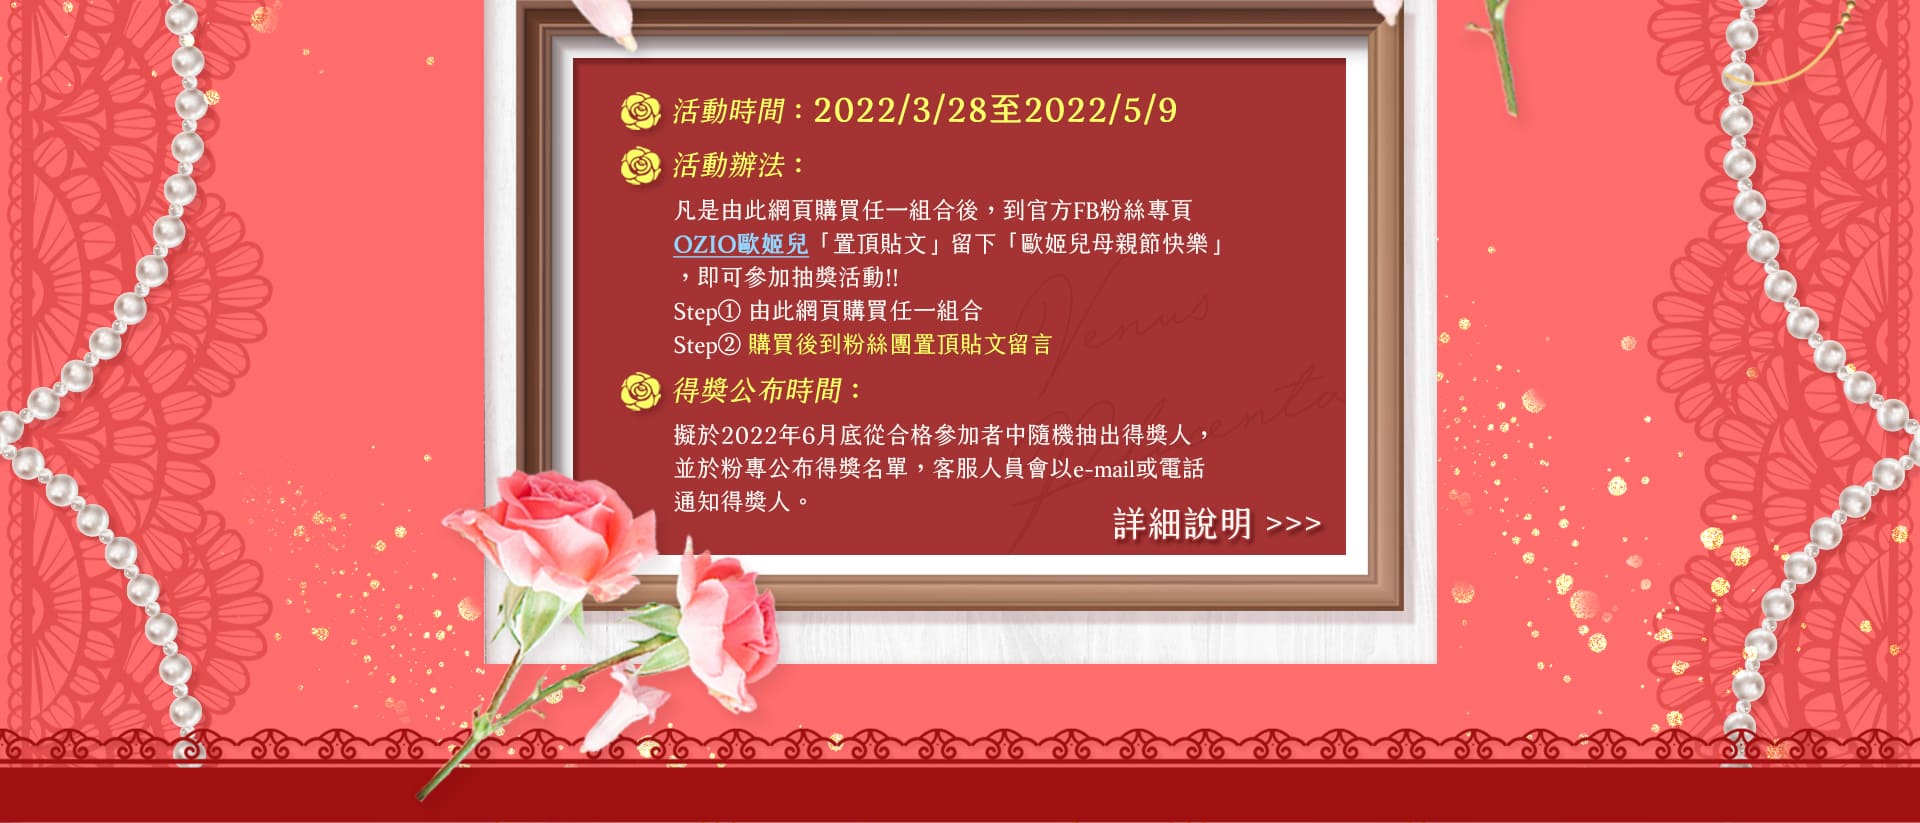 活動時間：2022/3/28至2022/5/9
活動辦法：
凡是由此網頁購買任一組合後，到官方FB粉絲專頁
OZIO歐姬兒「置頂貼文」留下「歐姬兒母親節快樂」
，即可參加抽獎活動!!
Step① 由此網頁購買任一組合
Step② 購買後到粉絲團置頂貼文留言
得獎公布時間：
擬於2022年6月底從合格參加者中隨機抽出得獎人，
並於粉專公布得獎名單，客服人員會以e-mail或電話
通知得獎人。
詳細說明 >>>
Venus
Placenta